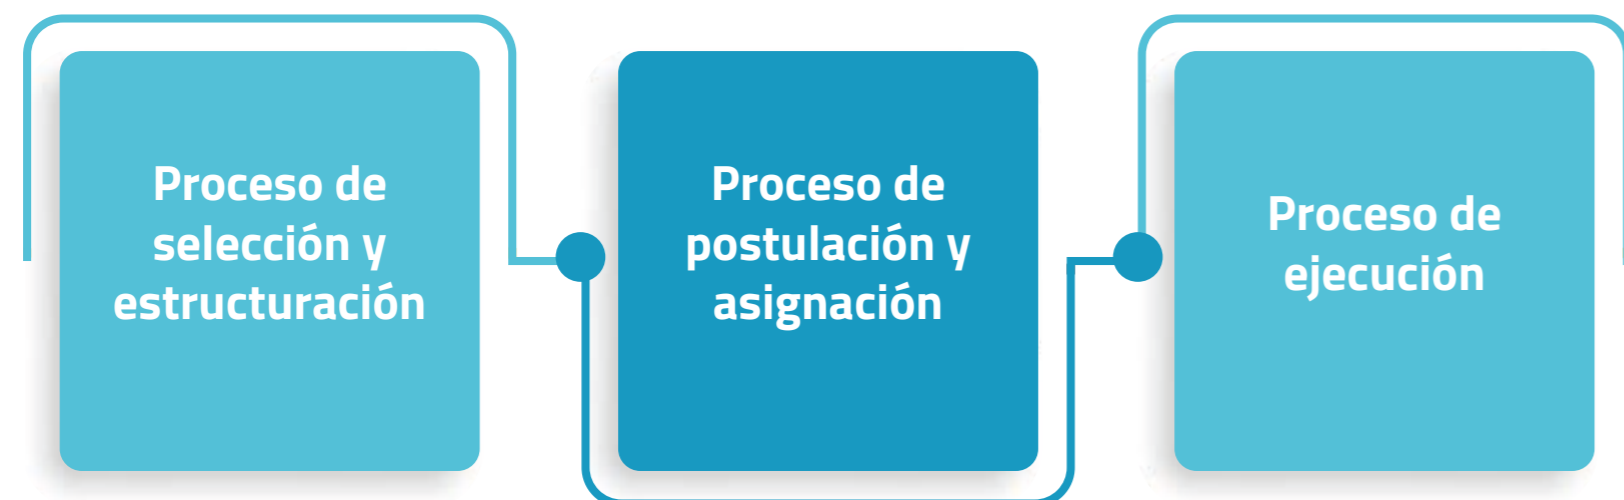 Proceso de
selección y
estructuración
Proceso de
postulación y
asignación
Proceso de
ejecución